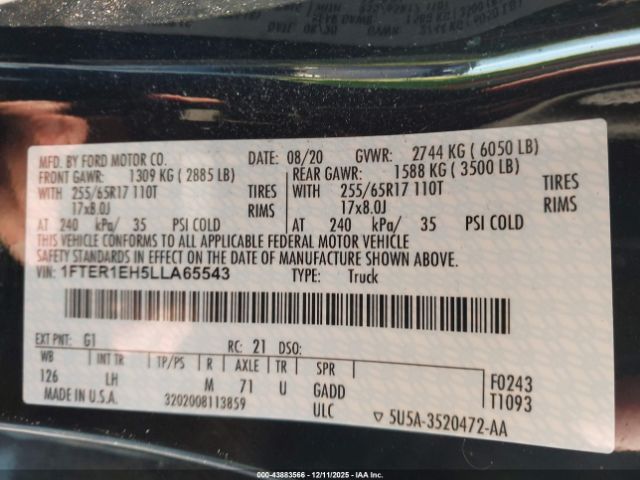 MFD. BY FORD MOTOR CO. DATE: 08/20 GVWR: 2744 KG ( 6050 LB)
FRONT GAWR: 1309 KG ( 2885 LB) REAR GAWR: 1588 KG ( 3500 LB)
WITH 255/65R17 110T TIRES WITH 255/65R17 110T TIRES
17x8.0J RIMS 17x8.0J RIMS
AT 240 kPa/ 35 PSI COLD AT 240 kPa/ 35 PSI COLD
THIS VEHICLE CONFORMS TO ALL APPLICABLE FEDERAL MOTOR VEHICLE
SAFETY STANDARDS IN EFFECT ON THE DATE OF MANUFACTURE SHOWN ABOVE.
VIN: 1FTER1EH5LLA65543 TYPE: Truck
EXT PNT: G1 RC: 21 DSO:
WB INT TR TP/PS R AXLE TR SPR
126 LH M 71 U GADD F0243
MADE IN U.S.A. 3202008113859 ULC T1093
5U5A-3520472-AA
000-43883566 - 12/11/2025 - IAAI.com